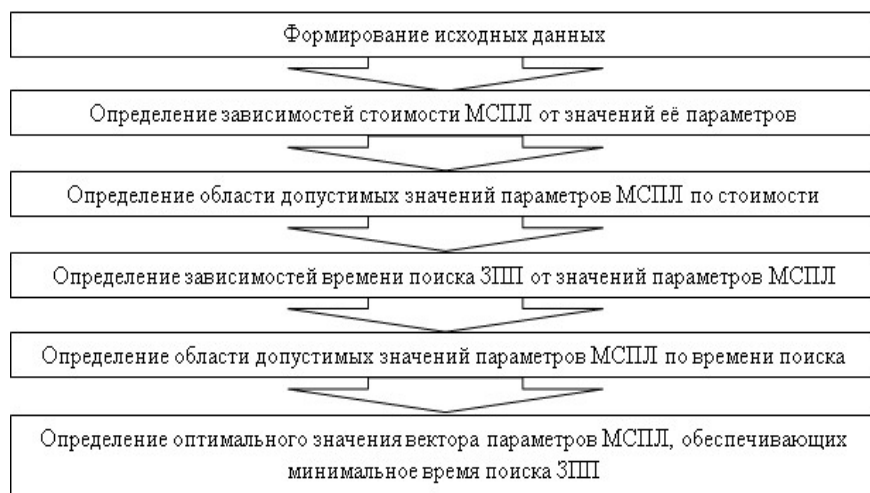 Формирование исходных данных
Определение зависимостей стоимости МСПЛ от значений её параметров
Определение области допустимых значений параметров МСПЛ по стоимости
Определение зависимостей времени поиска ЗПП от значений параметров МСПЛ
Определение области допустимых значений параметров МСПЛ по времени поиска
Определение оптимального значения вектора параметров МСПЛ, обеспечивающих
минимальное время поиска ЗПП